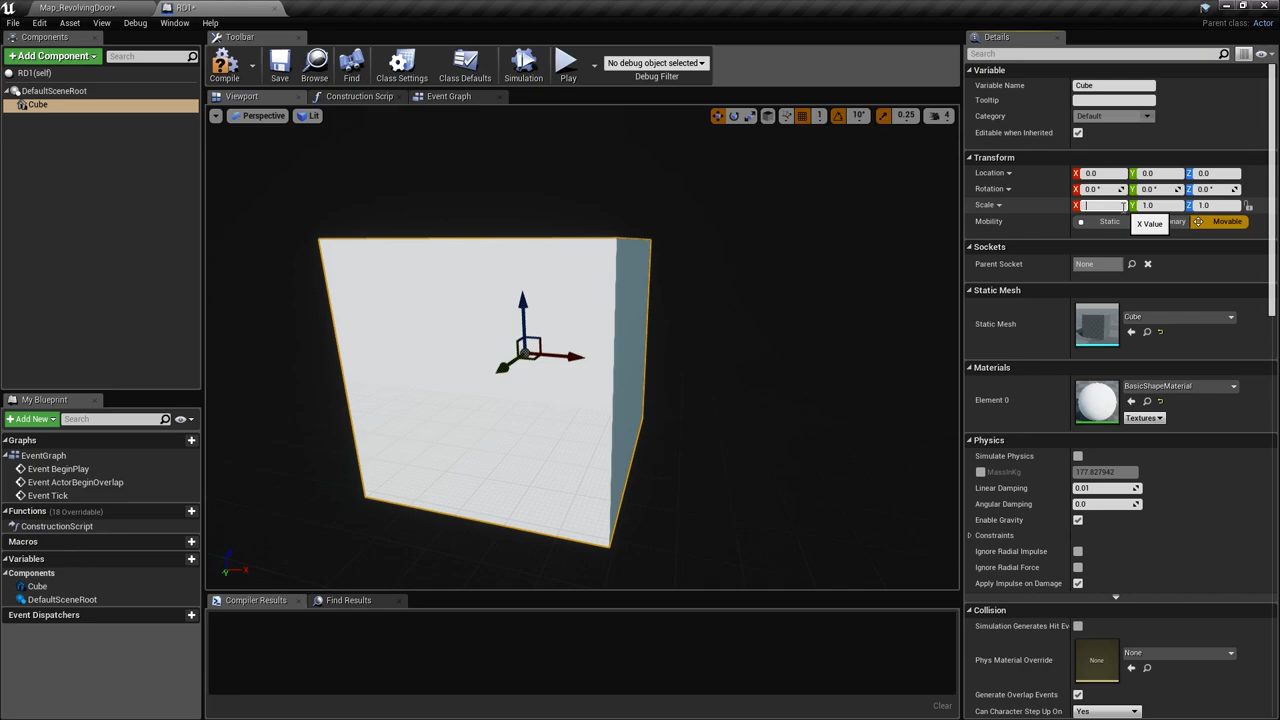 Map_RevolvingDoor*
RD1*
File Edit Asset View Debug Window Help
Parent class: Actor
Components
Add Component
Search
RD1(self)
DefaultSceneRoot
Cube
Toolbar
Compile
Save
Browse
Find
Class Settings
Class Defaults
Simulation
Play
No debug object selected
Debug Filter
Viewport
Construction Scrip
Event Graph
Perspective
Lit
1
10°
0.25
4
X
Y
Details
Search
Variable
Variable Name Cube
Tooltip
Category Default
Editable when Inherited
Transform
Location X 0.0 Y 0.0 Z 0.0
Rotation X 0.0 ° Y 0.0 ° Z 0.0 °
Scale X Y 1.0 Z 1.0
Mobility Static onary Movable
X Value
Sockets
Parent Socket None
Static Mesh
Static Mesh Cube
Materials
Element 0 BasicShapeMaterial
Textures
Physics
Simulate Physics
MassInKg 177.827942
Linear Damping 0.01
Angular Damping 0.0
Enable Gravity
Constraints
Ignore Radial Impulse
Ignore Radial Force
Apply Impulse on Damage
Collision
Simulation Generates Hit Ev
Phys Material Override None None
Generate Overlap Events
Can Character Step Up On Yes
My Blueprint
Add New
Search
Graphs
EventGraph
Event BeginPlay
Event ActorBeginOverlap
Event Tick
Functions (18 Overridable)
ConstructionScript
Macros
Variables
Components
Cube
DefaultSceneRoot
Event Dispatchers
Compiler Results
Find Results
Clear